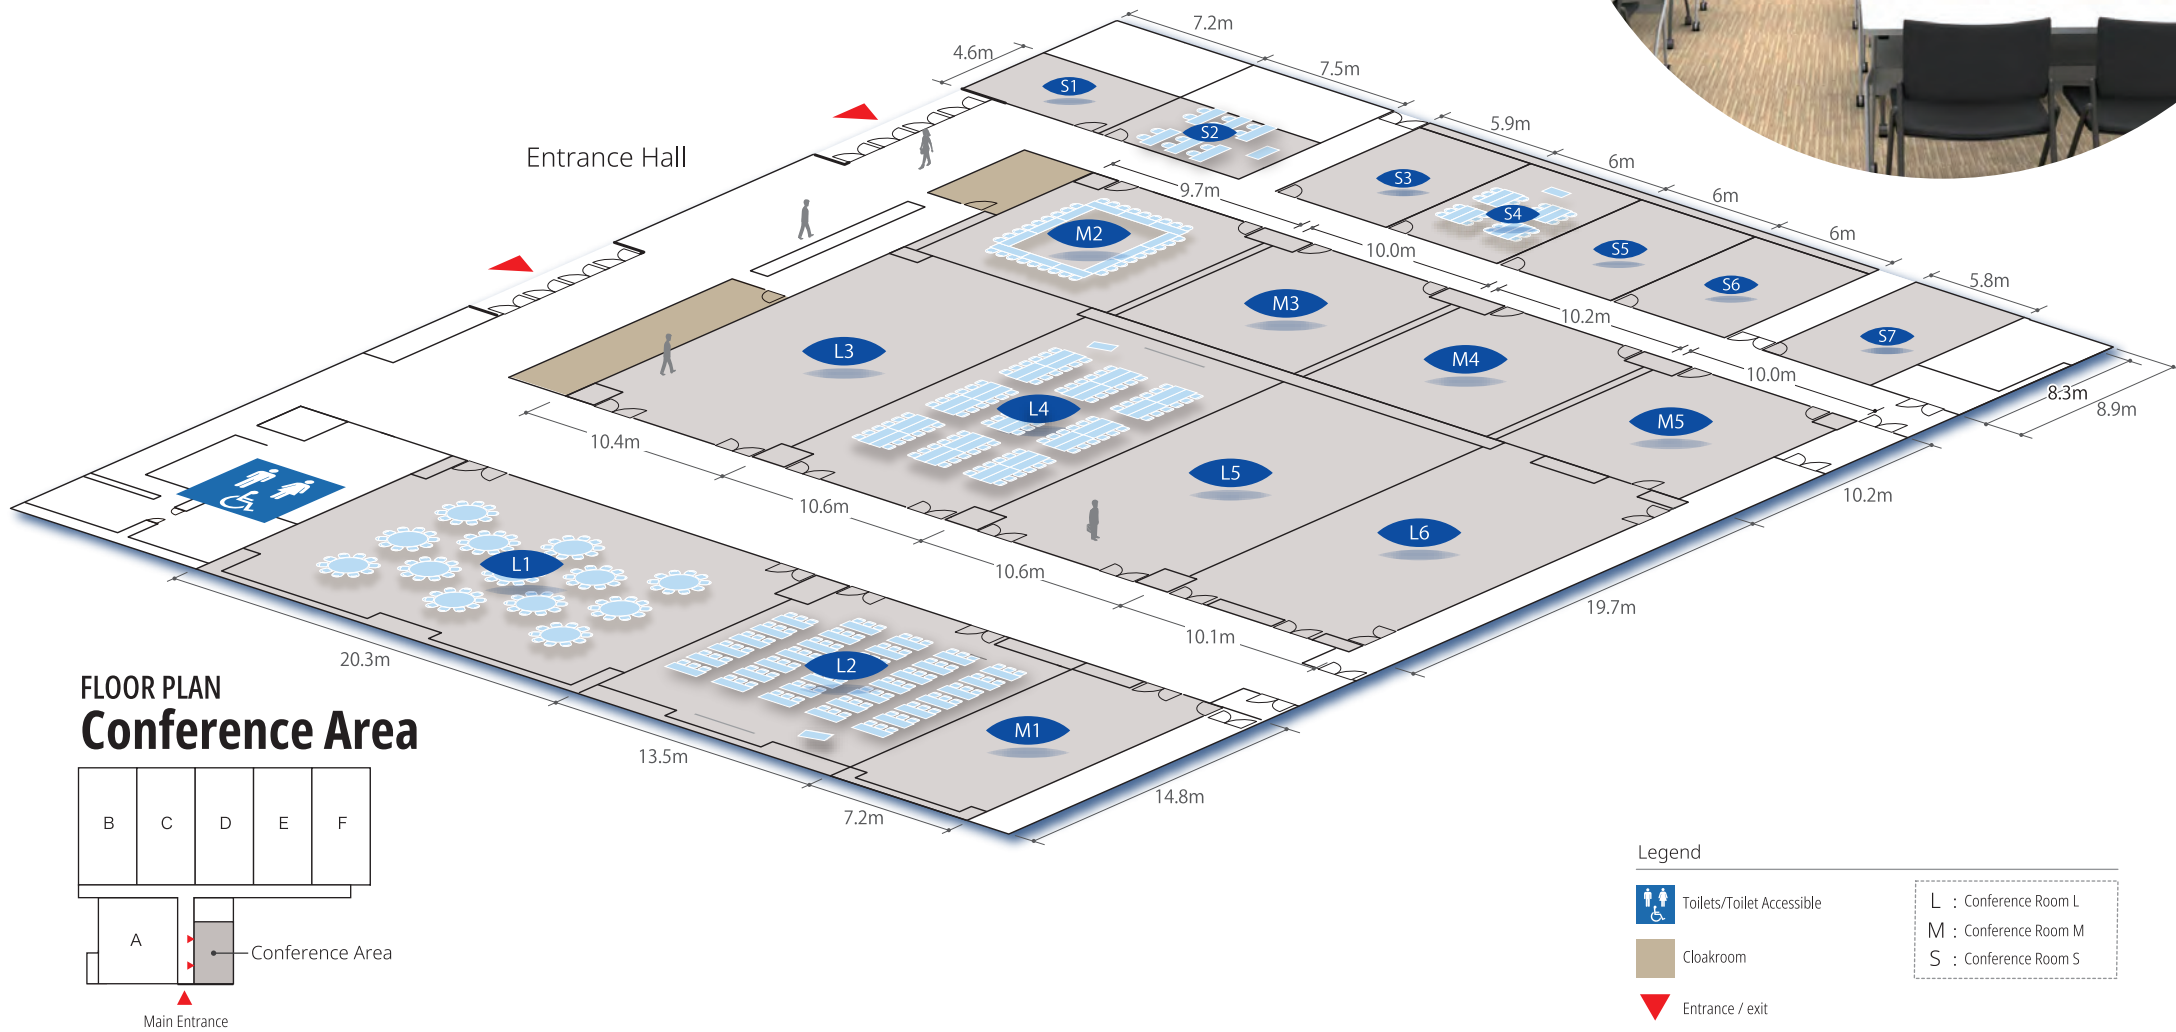 7.2m
4.6m
7.5m
S1
5.9m
S2
Entrance Hall
6m
S3
9.7m
6m
S4
M2
6m
10.0m
S5
5.8m
S6
M3
10.2m
S7
L3
M4
10.0m
8.3m
8.9m
L4
M5
10.4m
L5
10.2m
10.6m
L6
L1
10.6m
19.7m
10.1m
20.3m
L2
M1
13.5m
14.8m
7.2m
FLOOR PLAN
Conference Area
B C D E F
A
Conference Area
Main Entrance
Legend
Toilets/Toilet Accessible
Cloakroom
Entrance / exit
L : Conference Room L
M : Conference Room M
S : Conference Room S